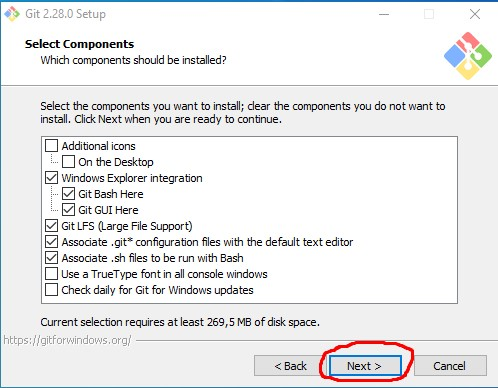 Git 2.28.0 Setup
Select Components
Which components should be installed?
Select the components you want to install; clear the components you do not want to
install. Click Next when you are ready to continue.
Additional icons
On the Desktop
Windows Explorer integration
Git Bash Here
Git GUI Here
Git LFS (Large File Support)
Associate .git* configuration files with the default text editor
Associate .sh files to be run with Bash
Use a TrueType font in all console windows
Check daily for Git for Windows updates
Current selection requires at least 269,5 MB of disk space.
https://gitforwindows.org/
< Back
Next >
Cancel